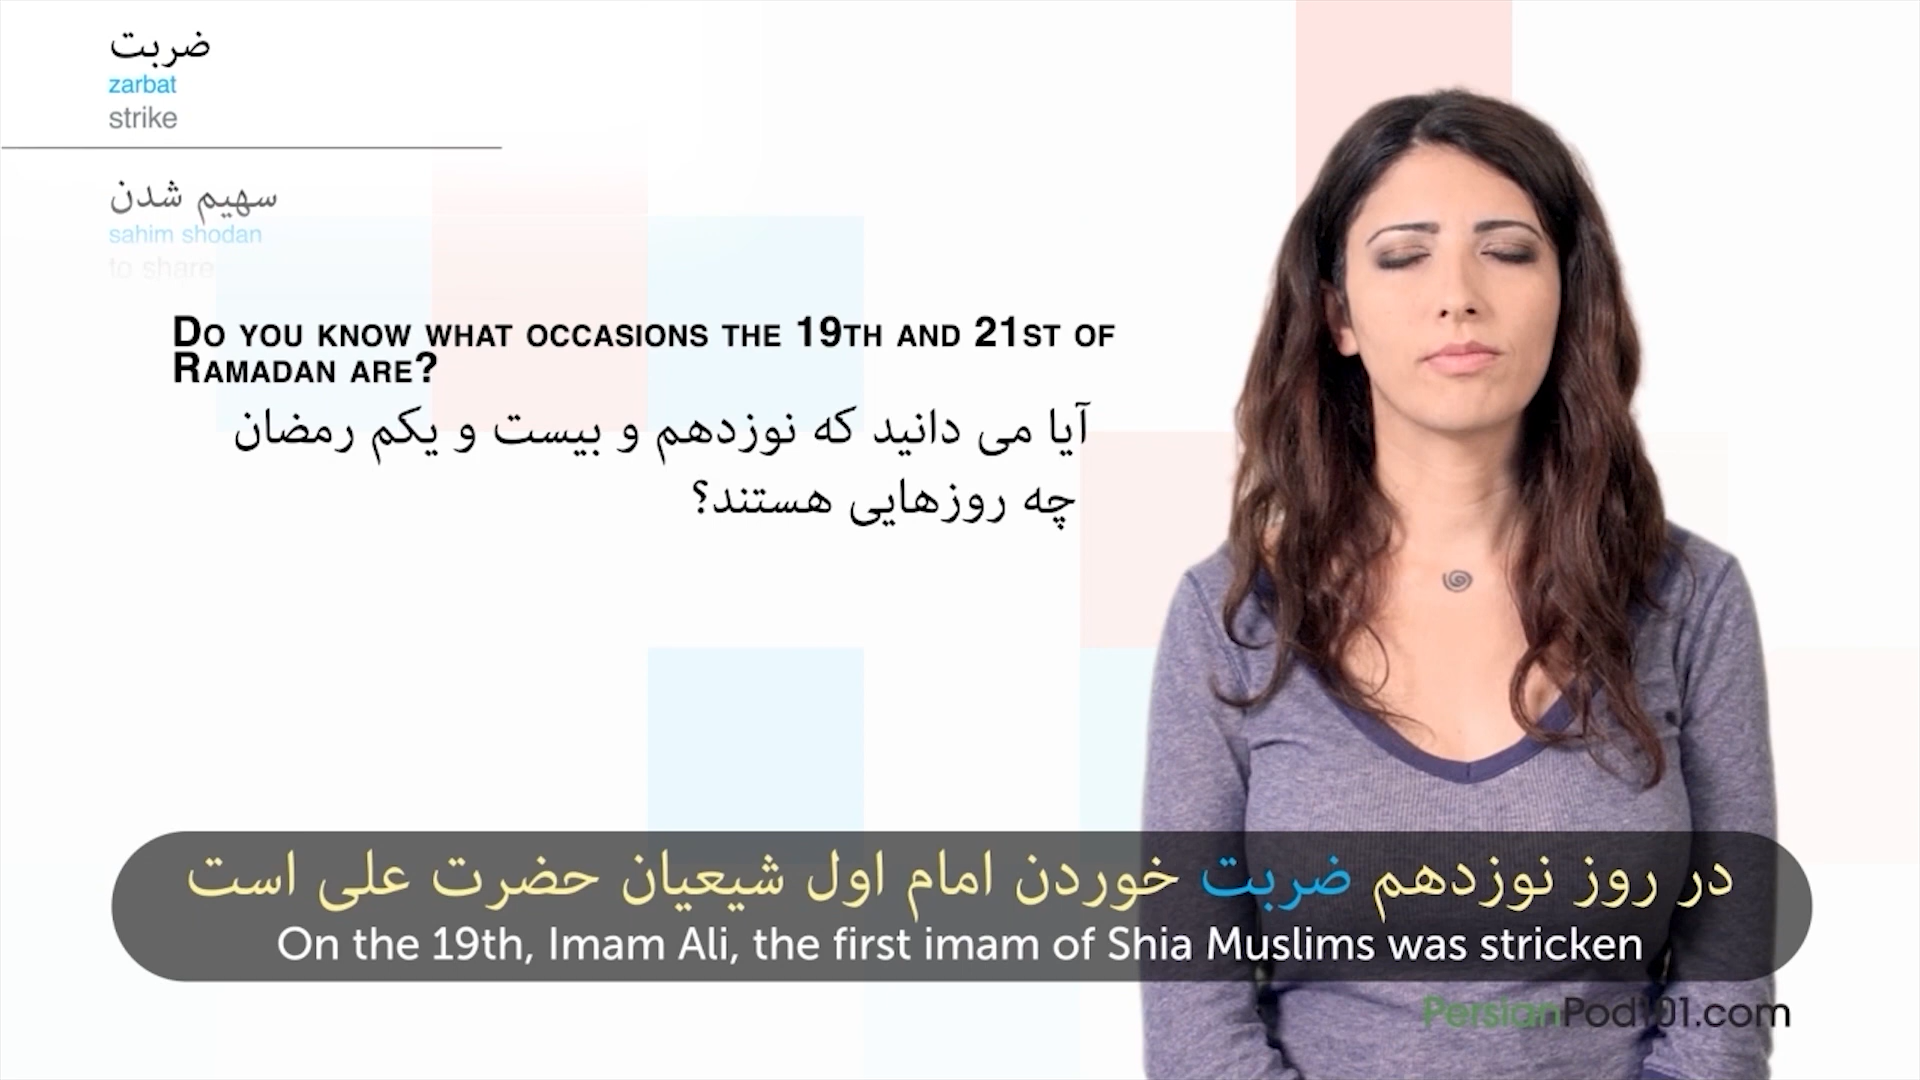 ضربت
zarbat
strike
سهیم شدن
sahim shodan
to share
DO YOU KNOW WHAT OCCASIONS THE 19TH AND 21ST OF
RAMADAN ARE?
آیا می دانید که نوزدهم و بیست و یکم رمضان
چه روزهایی هستند؟
در روز نوزدهم ضربت خوردن امام اول شیعیان حضرت علی است
On the 19th, Imam Ali, the first imam of Shia Muslims was stricken
PersianPod101.com